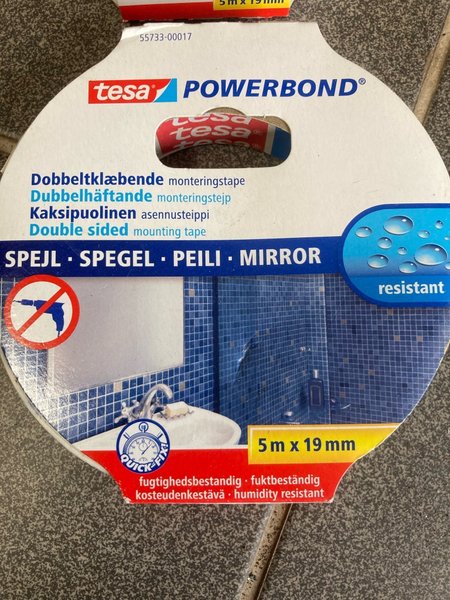 5 m x 19 mm
55733-00017
tesa POWERBOND®
tesa
tesa
tesa
Dobbeltklæbende monteringstape
Dubbelhäftande monteringstejp
Kaksipuolinen asennusteippi
Double sided mounting tape
SPEJL · SPEGEL · PEILI · MIRROR
resistant
5 m x 19 mm
QUICK-FIX
fugtighedsbestandig · fuktbeständig
kosteudenkestävä · humidity resistant